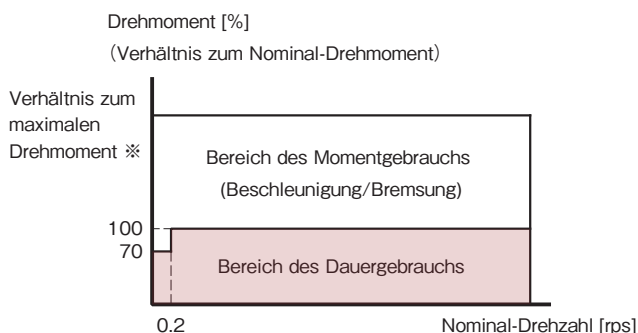 Drehmoment [%]
(Verhältnis zum Nominal-Drehmoment)
Verhältnis zum
maximalen
Drehmoment ※
Bereich des Momentgebrauchs
(Beschleunigung/Bremsung)
100
70
Bereich des Dauergebrauchs
0.2
Nominal-Drehzahl [rps]